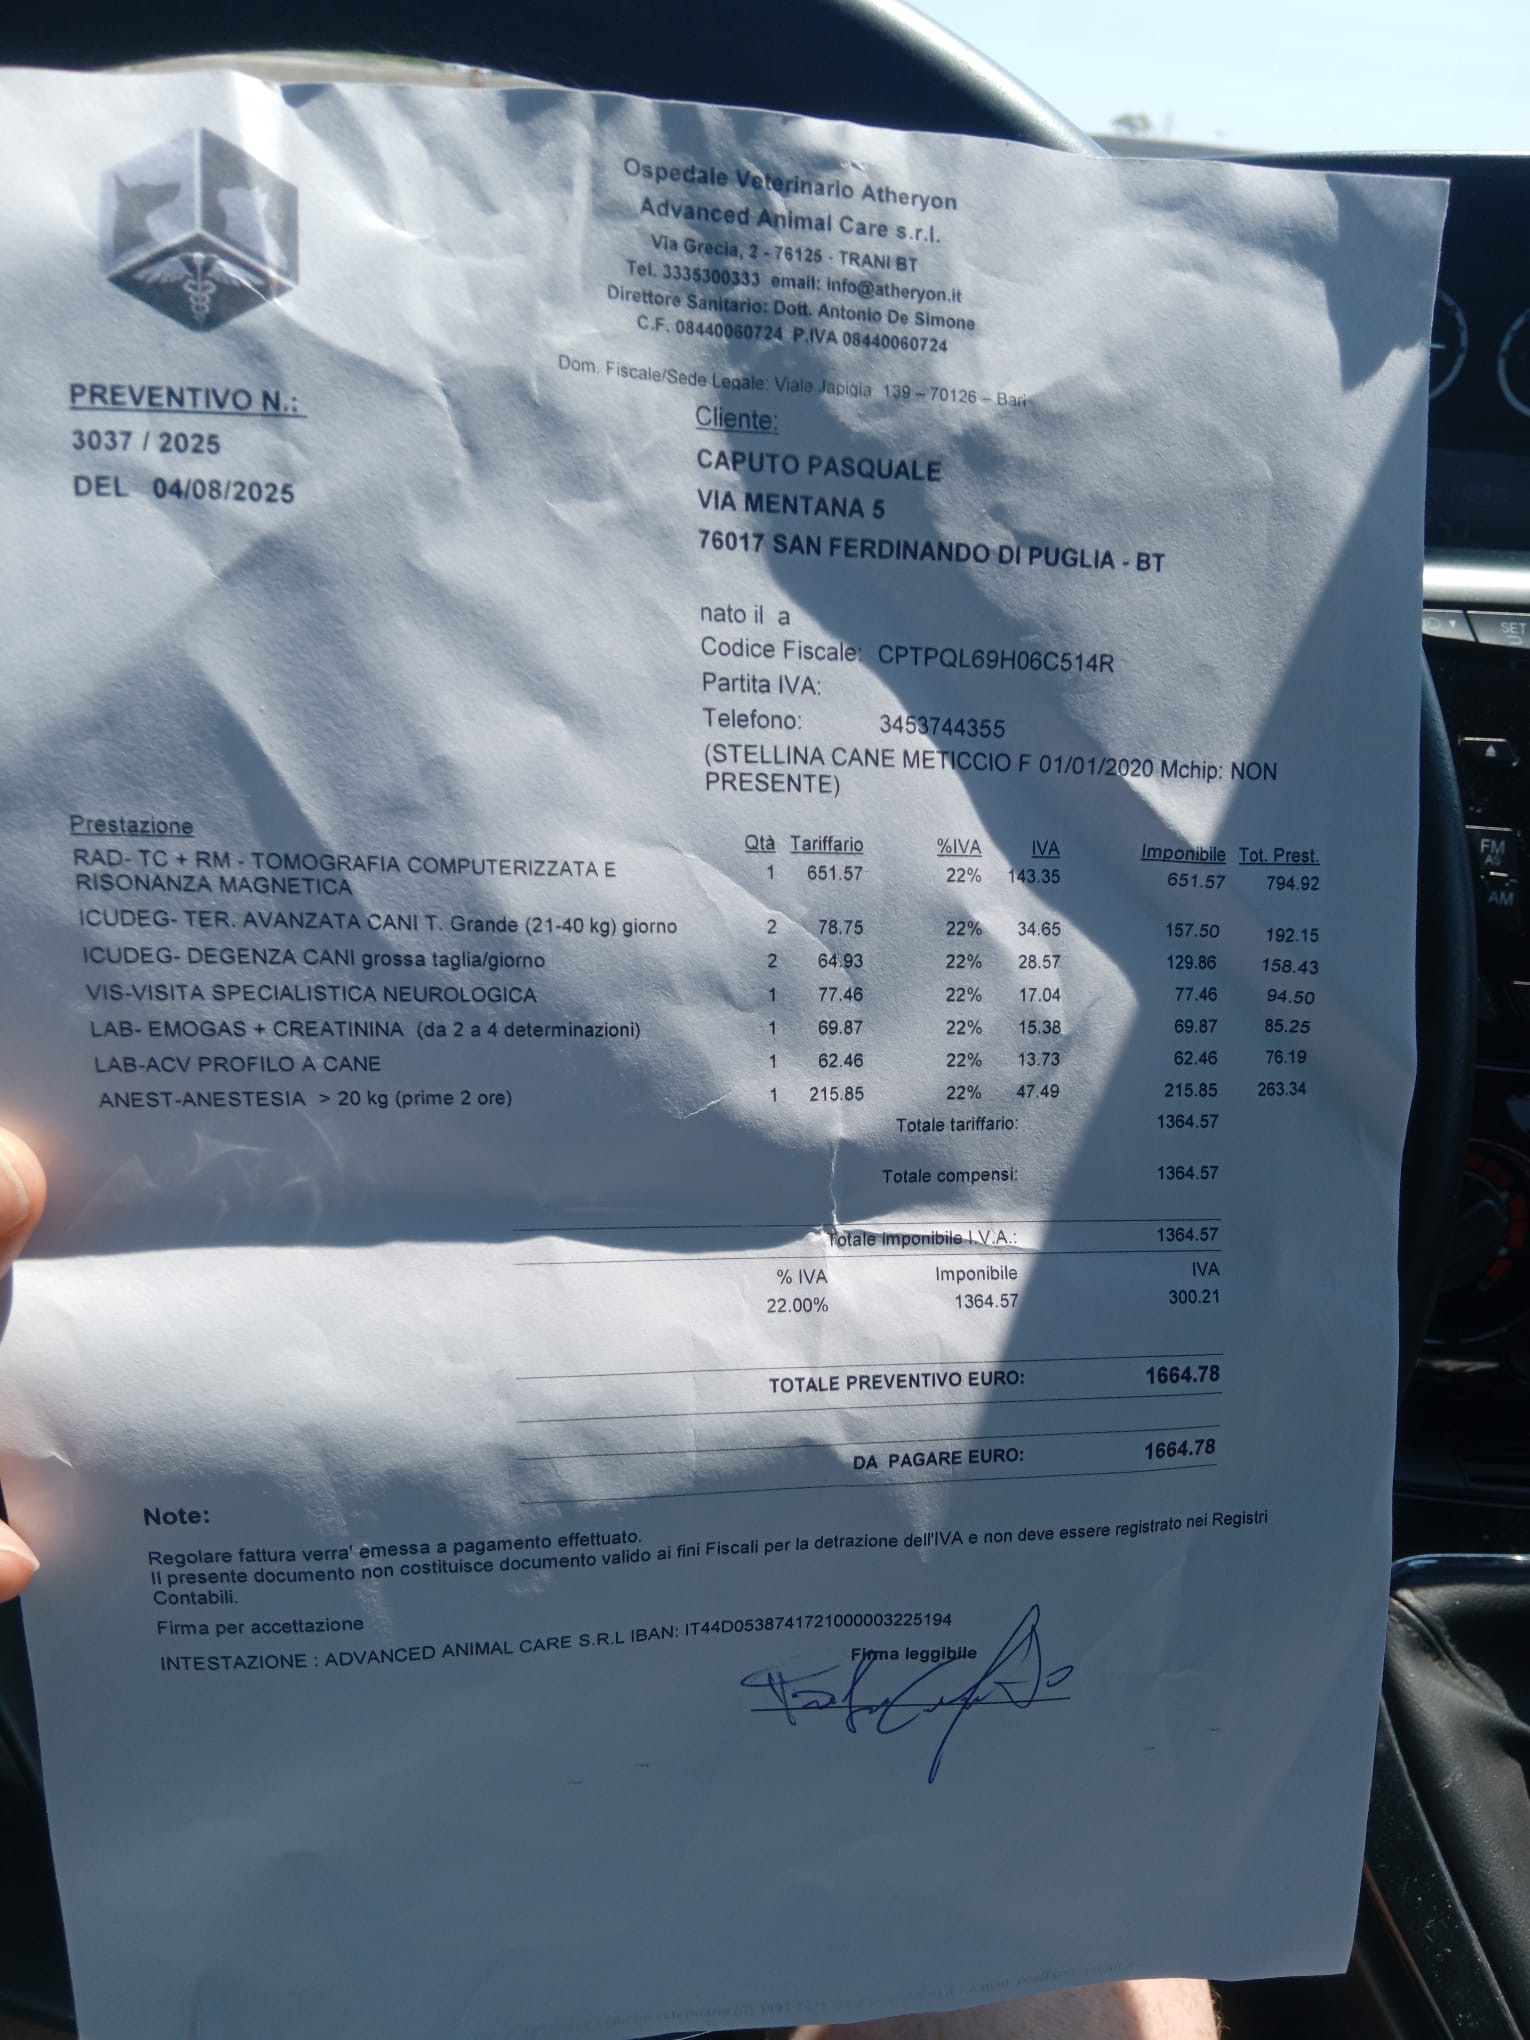 Ospedale Veterinario Atheryon
Advanced Animal Care s.r.l.
Via Grecia, 2 - 76125 - TRANI BT
Tel. 3335300333 email: info@atheryon.it
Direttore Sanitario: Dott. Antonio De Simone
C.F. 08440060724 P.IVA 08440060724
Dom. Fiscale/Sede Legale: Viale Japigia 139 – 70126 – Bari
PREVENTIVO N.:
3037 / 2025
DEL 04/08/2025
Cliente:
CAPUTO PASQUALE
VIA MENTANA 5
76017 SAN FERDINANDO DI PUGLIA - BT
nato il a
Codice Fiscale: CPTPQL69H06C514R
Partita IVA:
Telefono: 3453744355
(STELLINA CANE METICCIO F 01/01/2020 Mchip: NON
PRESENTE)
Prestazione Qtà Tariffario %IVA IVA Imponibile Tot. Prest.
RAD- TC + RM - TOMOGRAFIA COMPUTERIZZATA E 1 651.57 22% 143.35 651.57 794.92
RISONANZA MAGNETICA
ICUDEG- TER. AVANZATA CANI T. Grande (21-40 kg) giorno 2 78.75 22% 34.65 157.50 192.15
ICUDEG- DEGENZA CANI grossa taglia/giorno 2 64.93 22% 28.57 129.86 158.43
VIS-VISITA SPECIALISTICA NEUROLOGICA 1 77.46 22% 17.04 77.46 94.50
LAB- EMOGAS + CREATININA (da 2 a 4 determinazioni) 1 69.87 22% 15.38 69.87 85.25
LAB-ACV PROFILO A CANE 1 62.46 22% 13.73 62.46 76.19
ANEST-ANESTESIA > 20 kg (prime 2 ore) 1 215.85 22% 47.49 215.85 263.34
Totale tariffario: 1364.57
Totale compensi: 1364.57
Totale imponibile I.V.A.: 1364.57
% IVA Imponibile IVA
22.00% 1364.57 300.21
TOTALE PREVENTIVO EURO: 1664.78
DA PAGARE EURO: 1664.78
Note:
Regolare fattura verra' emessa a pagamento effettuato.
Il presente documento non costituisce documento valido ai fini Fiscali per la detrazione dell'IVA e non deve essere registrato nei Registri
Contabili.
Firma per accettazione
INTESTAZIONE : ADVANCED ANIMAL CARE S.R.L IBAN: IT44D0538741721000003225194
Firma leggibile
SET
FM
AS
AM